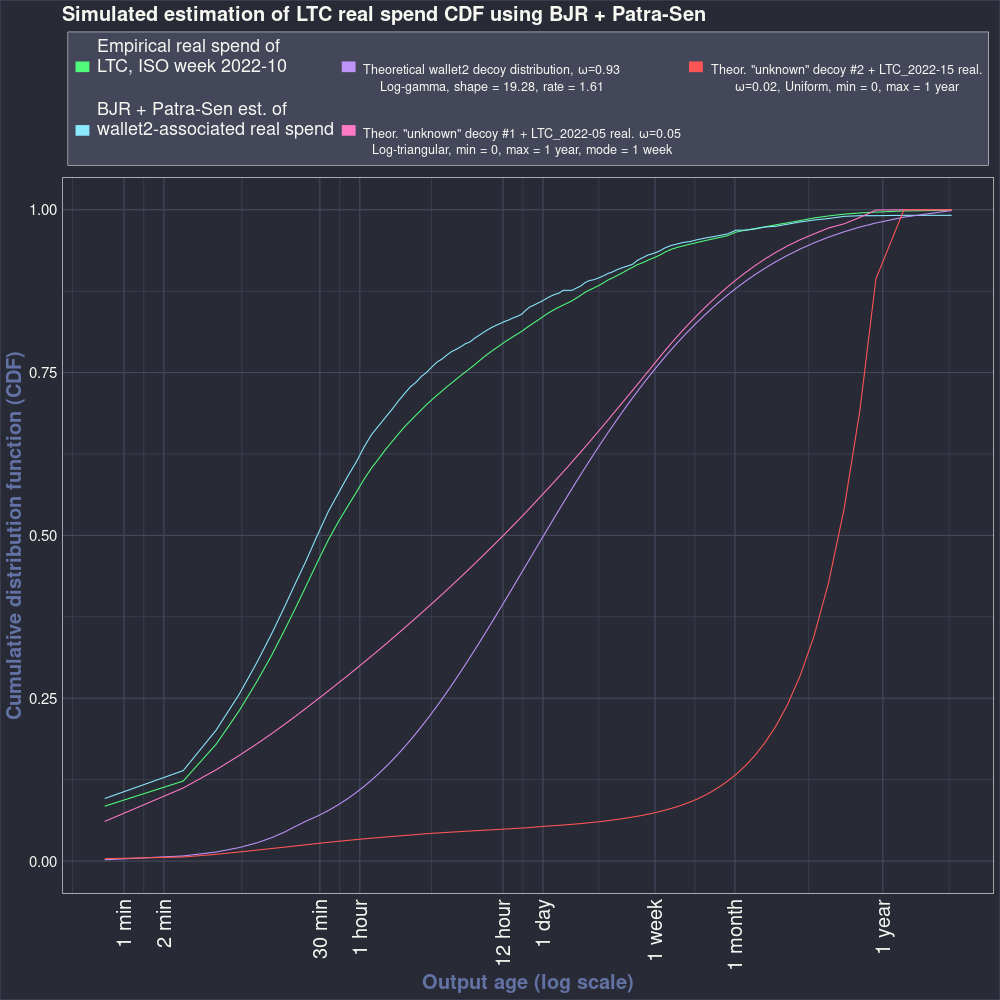 Simulated estimation of LTC real spend CDF using BJR + Patra-Sen
Empirical real spend of
LTC, ISO week 2022-10
BJR + Patra-Sen est. of
wallet2-associated real spend
Theoretical wallet2 decoy distribution, ω=0.93
Log-gamma, shape = 19.28, rate = 1.61
Theor. "unknown" decoy #1 + LTC_2022-05 real. ω=0.05
Log-triangular, min = 0, max = 1 year, mode = 1 week
Theor. "unknown" decoy #2 + LTC_2022-15 real.
ω=0.02, Uniform, min = 0, max = 1 year
Cumulative distribution function (CDF)
1.00
0.75
0.50
0.25
0.00
1 min
2 min
30 min
1 hour
12 hour
1 day
1 week
1 month
1 year
Output age (log scale)